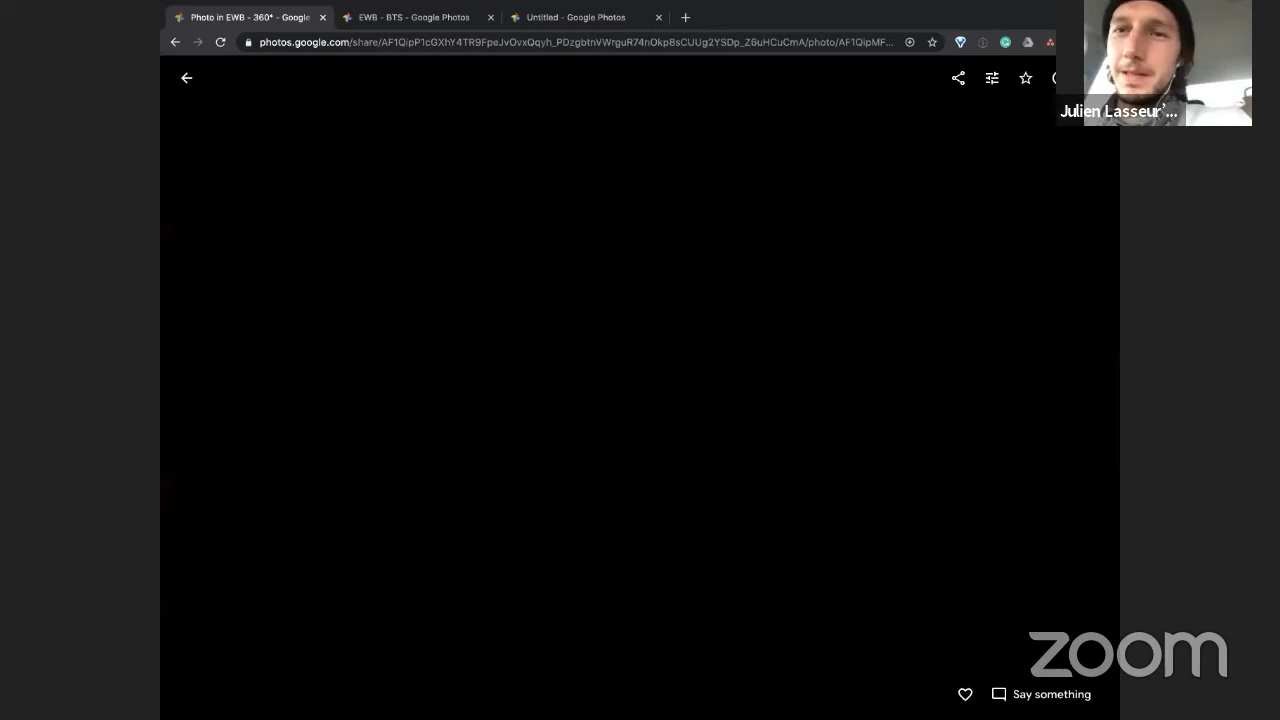 Photo in EWB - 360° - Google
EWB - BTS - Google Photos
Untitled - Google Photos
photos.google.com/share/AF1QipP1cGXhY4TR9FpeJvOvxQqyh_PDzgbtnVWrguR74nOkp8sCUUg2YSDp_Z6uHCuCmA/photo/AF1QipMF...
Julien Lasseur'...
zoom
Say something